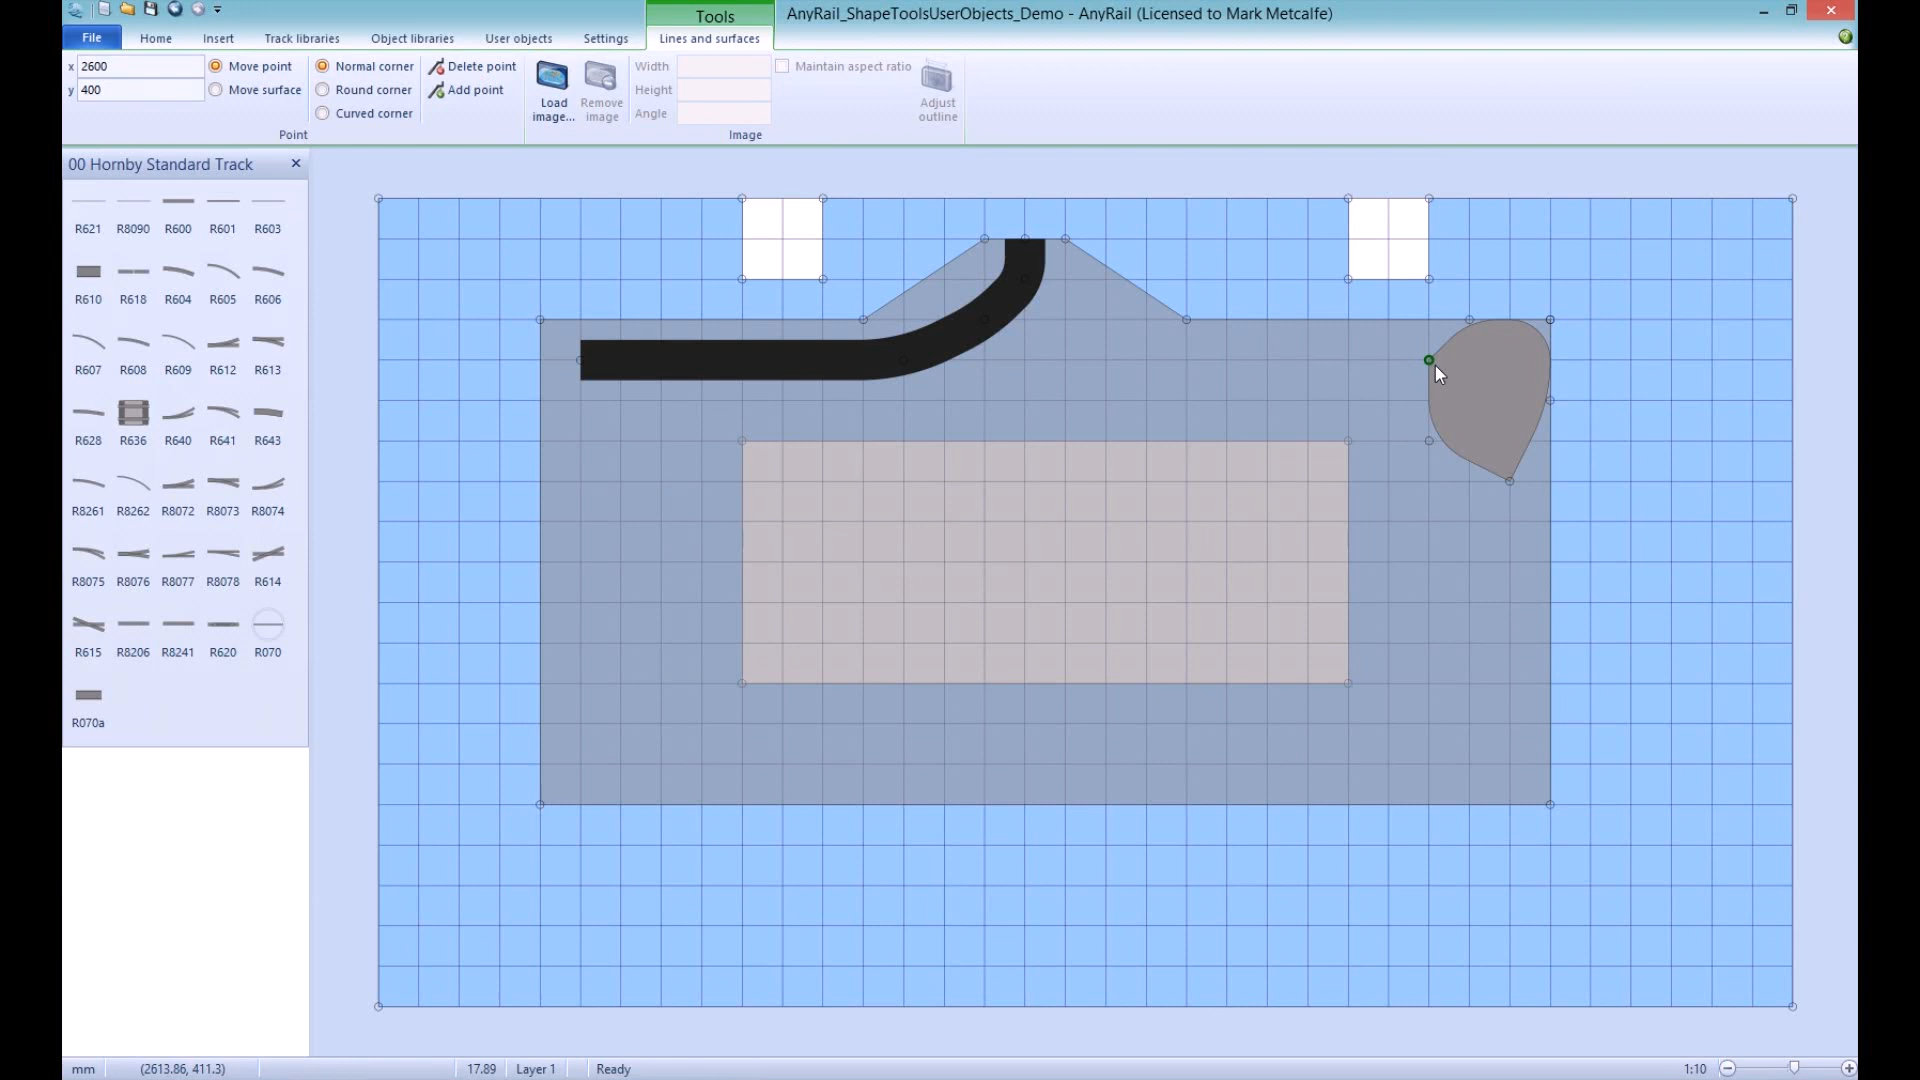 Tools
AnyRail_ShapeToolsUserObjects_Demo - AnyRail (Licensed to Mark Metcalfe)
File Home Insert Track libraries Object libraries User objects Settings Lines and surfaces
x 2600 Move point Normal corner Delete point Width Maintain aspect ratio
y 400 Move surface Round corner Add point Height
Curved corner Angle
Load image...
Remove image
Adjust outline
Point Image
00 Hornby Standard Track
R621 R8090 R600 R601 R603
R610 R618 R604 R605 R606
R607 R608 R609 R612 R613
R628 R636 R640 R641 R643
R8261 R8262 R8072 R8073 R8074
R8075 R8076 R8077 R8078 R614
R615 R8206 R8241 R620 R070
R070a
mm (2613.86, 411.3) 17.89 Layer 1 Ready 1:10